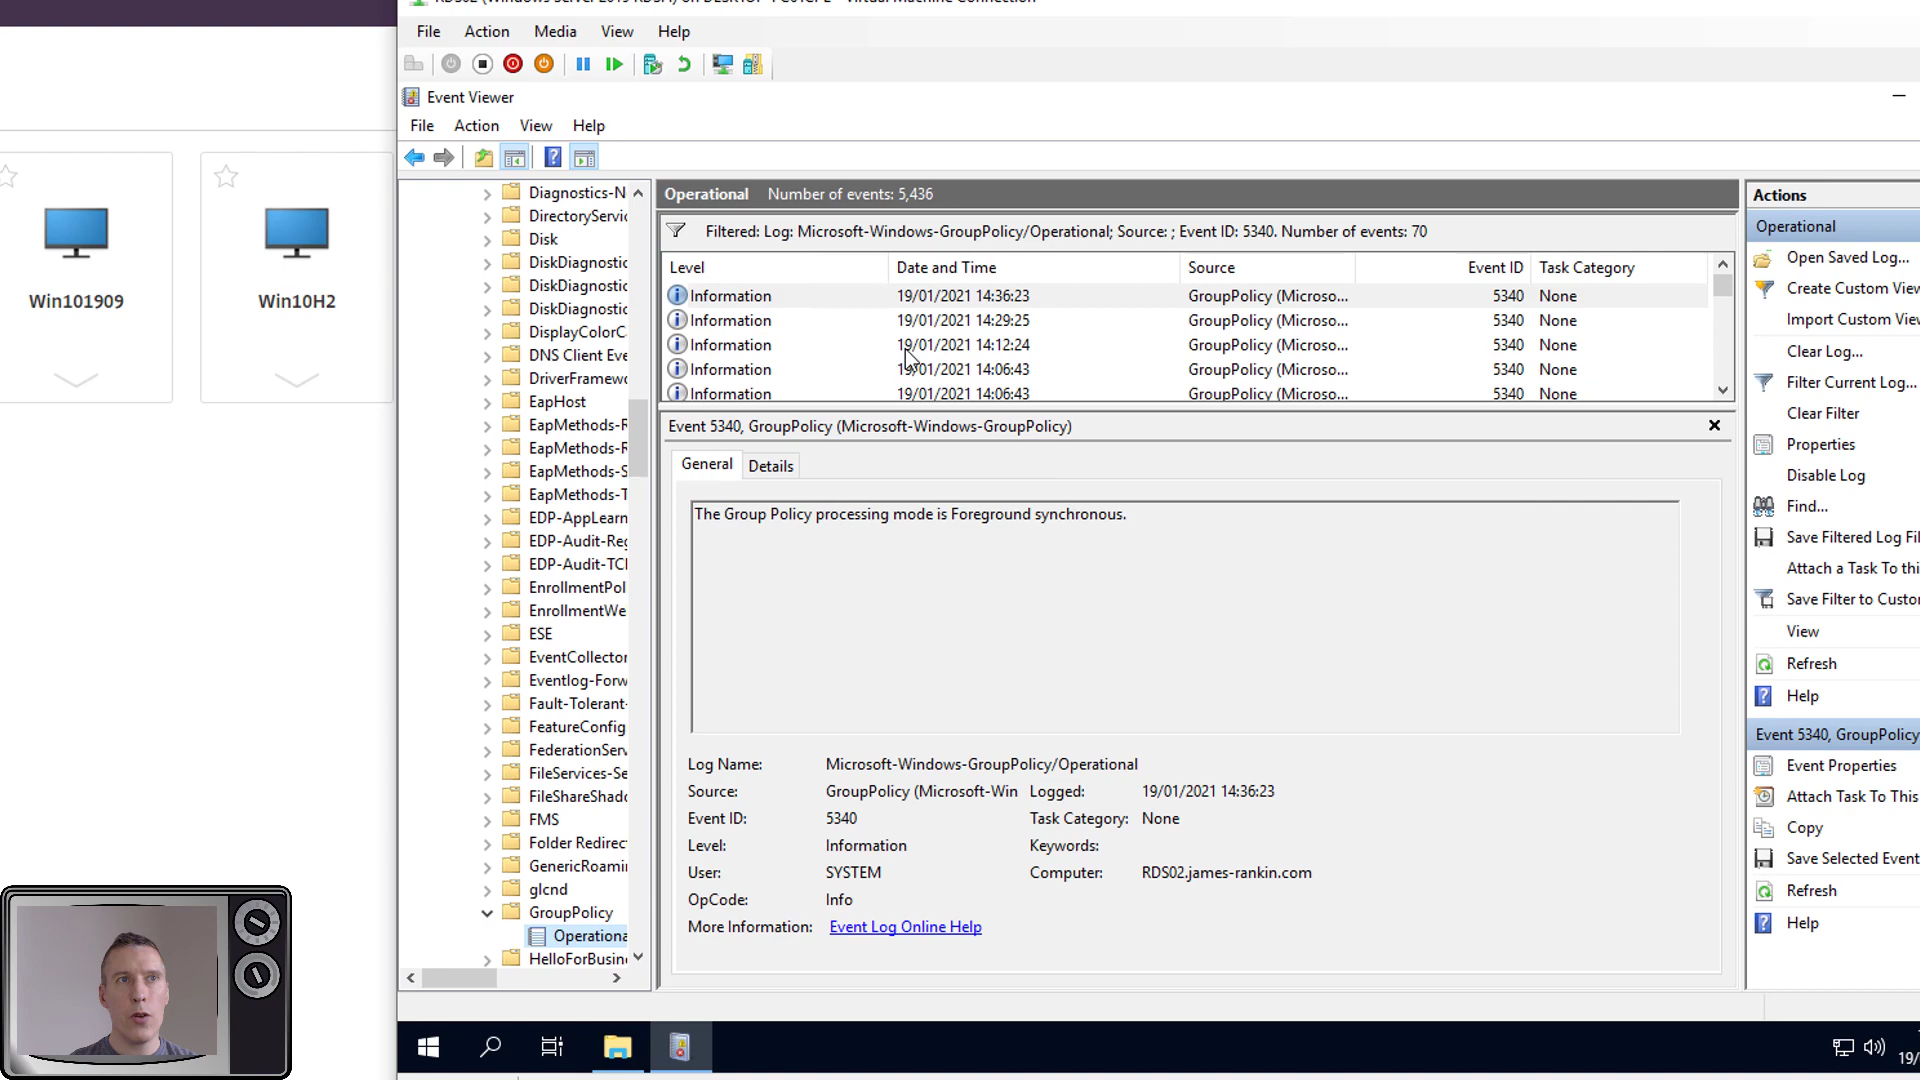 File Action Media View Help
Event Viewer
File Action View Help
Win101909
Win10H2
Diagnostics-N
DirectoryServic
Disk
DiskDiagnostic
DiskDiagnostic
DiskDiagnostic
DisplayColorC
DNS Client Eve
DriverFramew
EapHost
EapMethods-R
EapMethods-R
EapMethods-S
EapMethods-T
EDP-AppLearn
EDP-Audit-Reg
EDP-Audit-TCI
EnrollmentPol
EnrollmentWe
ESE
EventCollector
Eventlog-Forw
Fault-Tolerant-
FeatureConfig
FederationServ
FileServices-Se
FileShareShado
FMS
Folder Redirec
GenericRoami
glcnd
GroupPolicy
Operationa
HelloForBusin
Operational Number of events: 5,436
Filtered: Log: Microsoft-Windows-GroupPolicy/Operational; Source: ; Event ID: 5340. Number of events: 70
Level Date and Time Source Event ID Task Category
Information 19/01/2021 14:36:23 GroupPolicy (Microso... 5340 None
Information 19/01/2021 14:29:25 GroupPolicy (Microso... 5340 None
Information 19/01/2021 14:12:24 GroupPolicy (Microso... 5340 None
Information 19/01/2021 14:06:43 GroupPolicy (Microso... 5340 None
Information 19/01/2021 14:06:43 GroupPolicy (Microso... 5340 None
Event 5340, GroupPolicy (Microsoft-Windows-GroupPolicy)
General Details
The Group Policy processing mode is Foreground synchronous.
Log Name: Microsoft-Windows-GroupPolicy/Operational
Source: GroupPolicy (Microsoft-Win Logged: 19/01/2021 14:36:23
Event ID: 5340 Task Category: None
Level: Information Keywords:
User: SYSTEM Computer: RDS02.james-rankin.com
OpCode: Info
More Information: Event Log Online Help
Actions
Operational
Open Saved Log...
Create Custom View
Import Custom View
Clear Log...
Filter Current Log...
Clear Filter
Properties
Disable Log
Find...
Save Filtered Log Fil
Attach a Task To thi
Save Filter to Custo
View
Refresh
Help
Event 5340, GroupPolicy
Event Properties
Attach Task To This
Copy
Save Selected Event
Refresh
Help
19/